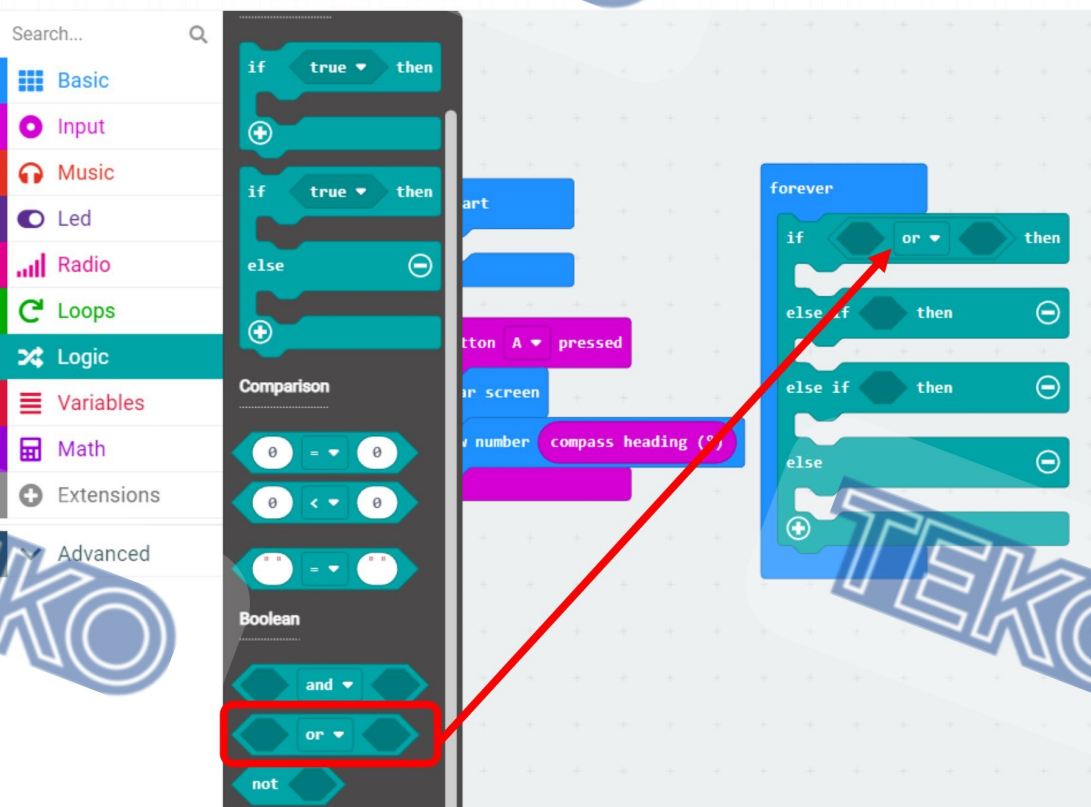 Search...
Basic
Input
Music
Led
Radio
Loops
Logic
Variables
Math
Extensions
Advanced
if true then
if true then
else
Comparison
0 = 0
0 < 0
" " = " "
Boolean
and
or
not
art
tton A pressed
ar screen
number compass heading (°)
forever
if or then
else if then
else if then
else
TEKO
KO